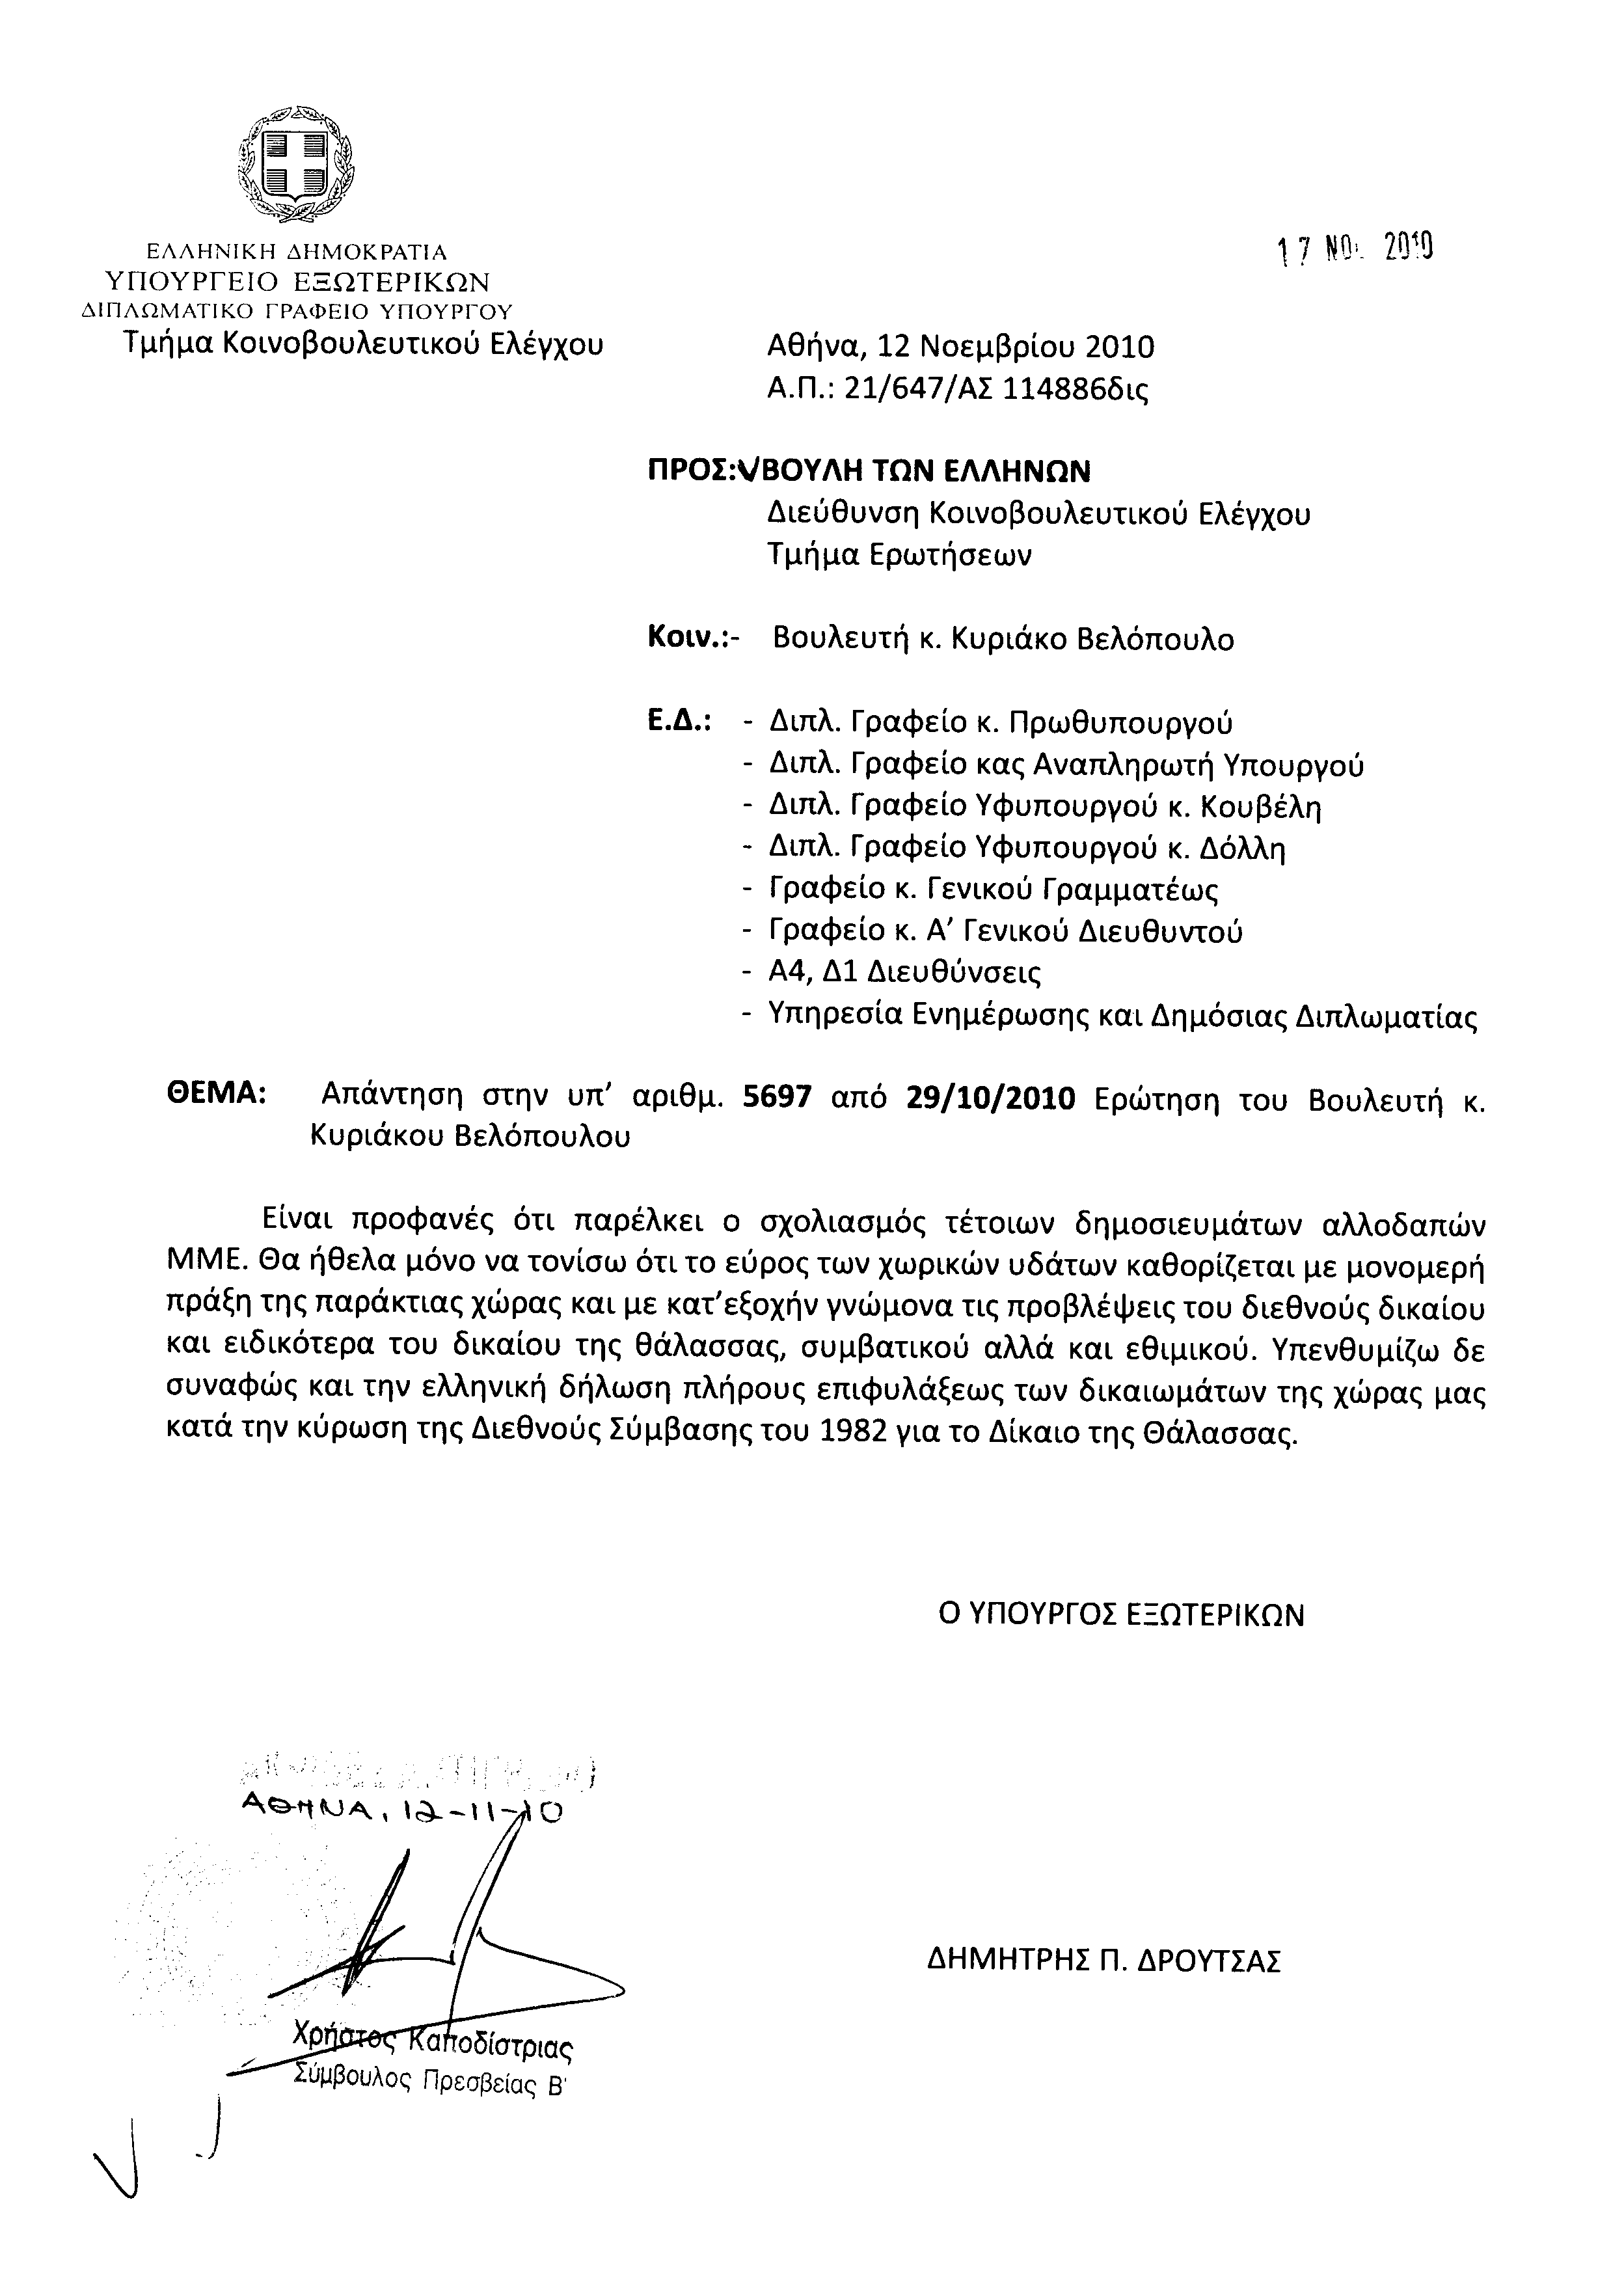 ΕΛΛΗΝΙΚΗ ΔΗΜΟΚΡΑΤΙΑ
ΥΠΟΥΡΓΕΙΟ ΕΞΩΤΕΡΙΚΩΝ
ΔΙΠΛΩΜΑΤΙΚΟ ΓΡΑΦΕΙΟ ΥΠΟΥΡΓΟΥ
Τμήμα Κοινοβουλευτικού Ελέγχου
17 2010
Αθήνα, 12 Νοεμβρίου 2010
Α.Π.: 21/647/ΑΣ 114886δις
ΠΡΟΣ: ΒΟΥΛΗ ΤΩΝ ΕΛΛΗΝΩΝ
Διεύθυνση Κοινοβουλευτικού Ελέγχου
Τμήμα Ερωτήσεων
Κοιν.:- Βουλευτή κ. Κυριάκο Βελόπουλο
Ε.Δ.: - Διπλ. Γραφείο κ. Πρωθυπουργού
- Διπλ. Γραφείο κας Αναπληρωτή Υπουργού
- Διπλ. Γραφείο Υφυπουργού κ. Κουβέλη
- Διπλ. Γραφείο Υφυπουργού κ. Δόλλη
- Γραφείο κ. Γενικού Γραμματέως
- Γραφείο κ. Α’ Γενικού Διευθυντού
- Α4, Δ1 Διευθύνσεις
- Υπηρεσία Ενημέρωσης και Δημόσιας Διπλωματίας
ΘΕΜΑ: Απάντηση στην υπ’ αριθμ. 5697 από 29/10/2010 Ερώτηση του Βουλευτή κ.
Κυριάκου Βελόπουλου
Είναι προφανές ότι παρέλκει ο σχολιασμός τέτοιων δημοσιευμάτων αλλοδαπών
ΜΜΕ. Θα ήθελα μόνο να τονίσω ότι το εύρος των χωρικών υδάτων καθορίζεται με μονομερή
πράξη της παράκτιας χώρας και με κατ’εξοχήν γνώμονα τις προβλέψεις του διεθνούς δικαίου
και ειδικότερα του δικαίου της θάλασσας, συμβατικού αλλά και εθιμικού. Υπενθυμίζω δε
συναφώς και την ελληνική δήλωση πλήρους επιφυλάξεως των δικαιωμάτων της χώρας μας
κατά την κύρωση της Διεθνούς Σύμβασης του 1982 για το Δίκαιο της Θάλασσας.
Ο ΥΠΟΥΡΓΟΣ ΕΞΩΤΕΡΙΚΩΝ
ΑΘΗΝΑ, 12-11-10
ΔΗΜΗΤΡΗΣ Π. ΔΡΟΥΤΣΑΣ
Χρήστος Καποδίστριας
Σύμβουλος Πρεσβείας Β'